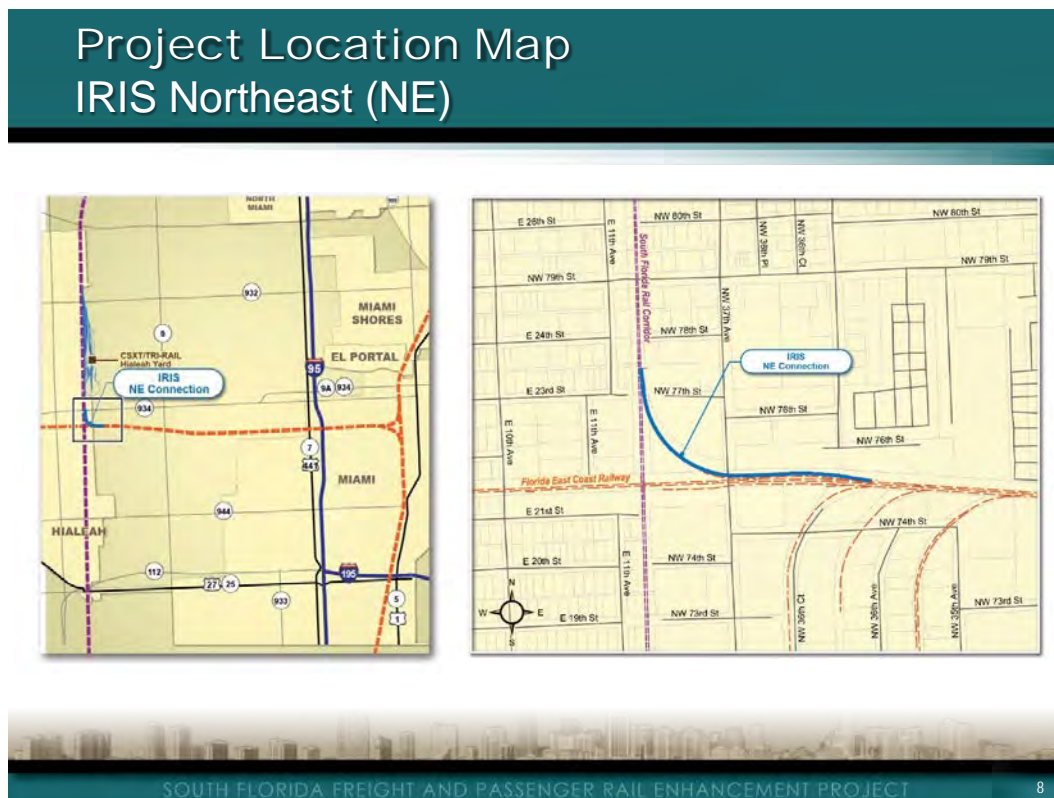 Project Location Map
IRIS Northeast (NE)
NORTH
MIAMI
932
9
MIAMI
SHORES
CSXT/TRI-RAIL
Hialeah Yard
95
EL PORTAL
IRIS
NE Connection
9A
934
934
7
441
MIAMI
944
HIALEAH
112
27
25
195
933
5
1
E 26th St
E 11th Ave
South Florida Rail Corridor
NW 80th St
NW 38th Pl
NW 38th Ct
NW 80th St
NW 79th St
NW 79th St
NW 37th Ave
E 24th St
NW 78th St
IRIS
NE Connection
E 23rd St
NW 77th St
E 10th Ave
E 11th Ave
NW 76th St
NW 76th St
Florida East Coast Railway
E 21st St
NW 74th St
E 20th St
E 11th Ave
NW 74th St
N
W
E
S
E 19th St
NW 73rd St
NW 36th Ct
NW 36th Ave
NW 35th Ave
NW 73rd St
SOUTH FLORIDA FREIGHT AND PASSENGER RAIL ENHANCEMENT PROJECT
8